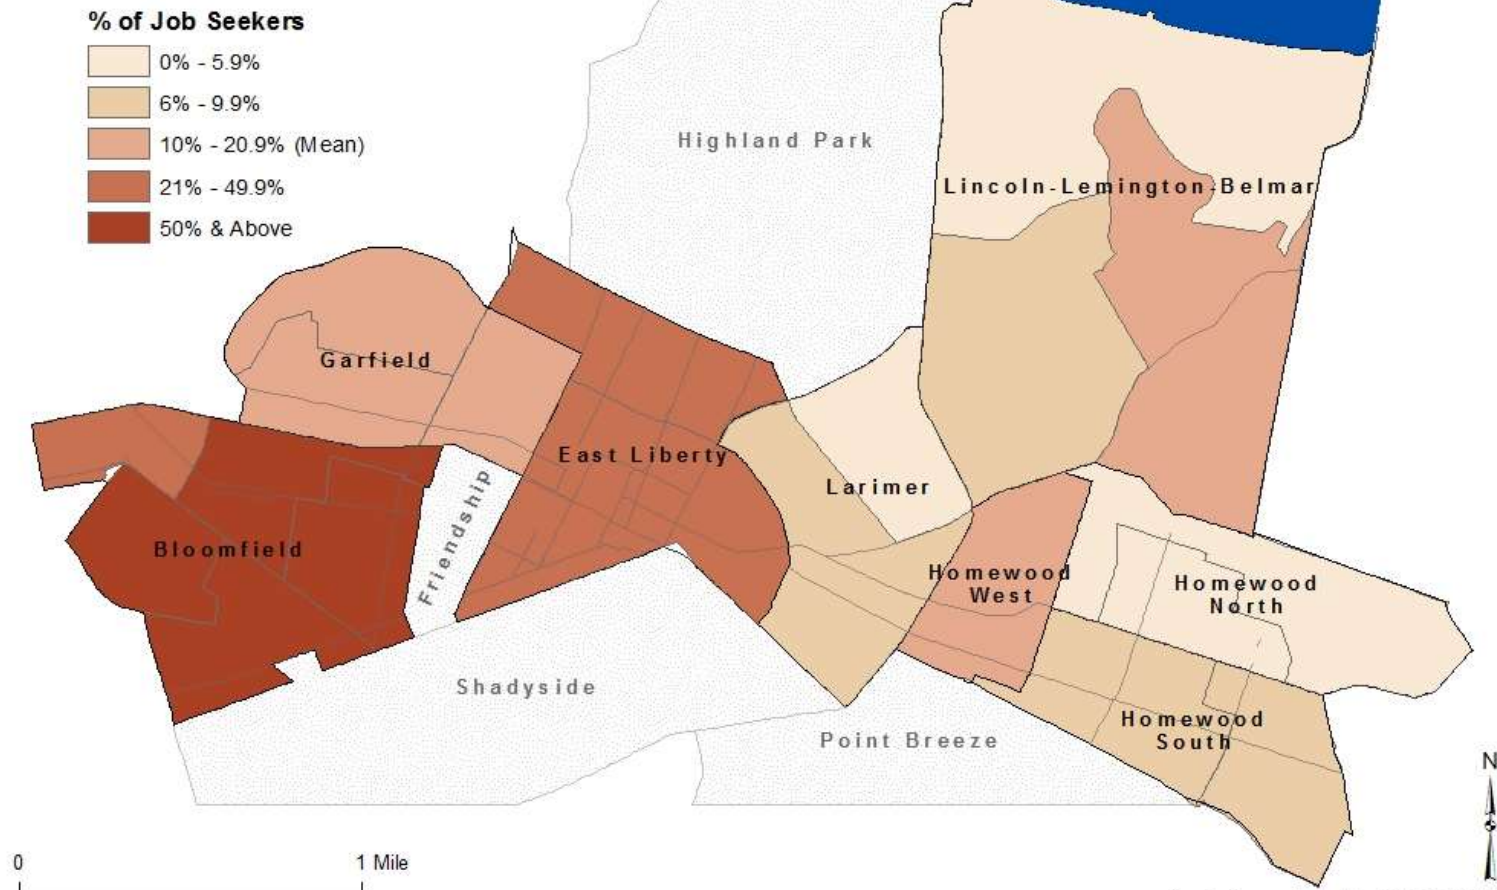 % of Job Seekers
0% - 5.9%
6% - 9.9%
10% - 20.9% (Mean)
21% - 49.9%
50% & Above
Highland Park
Lincoln-Lemington-Belmar
Garfield
East Liberty
Larimer
Friendship
Bloomfield
Homewood
West
Homewood
North
Shadyside
Point Breeze
Homewood
South
N
0
1 Mile